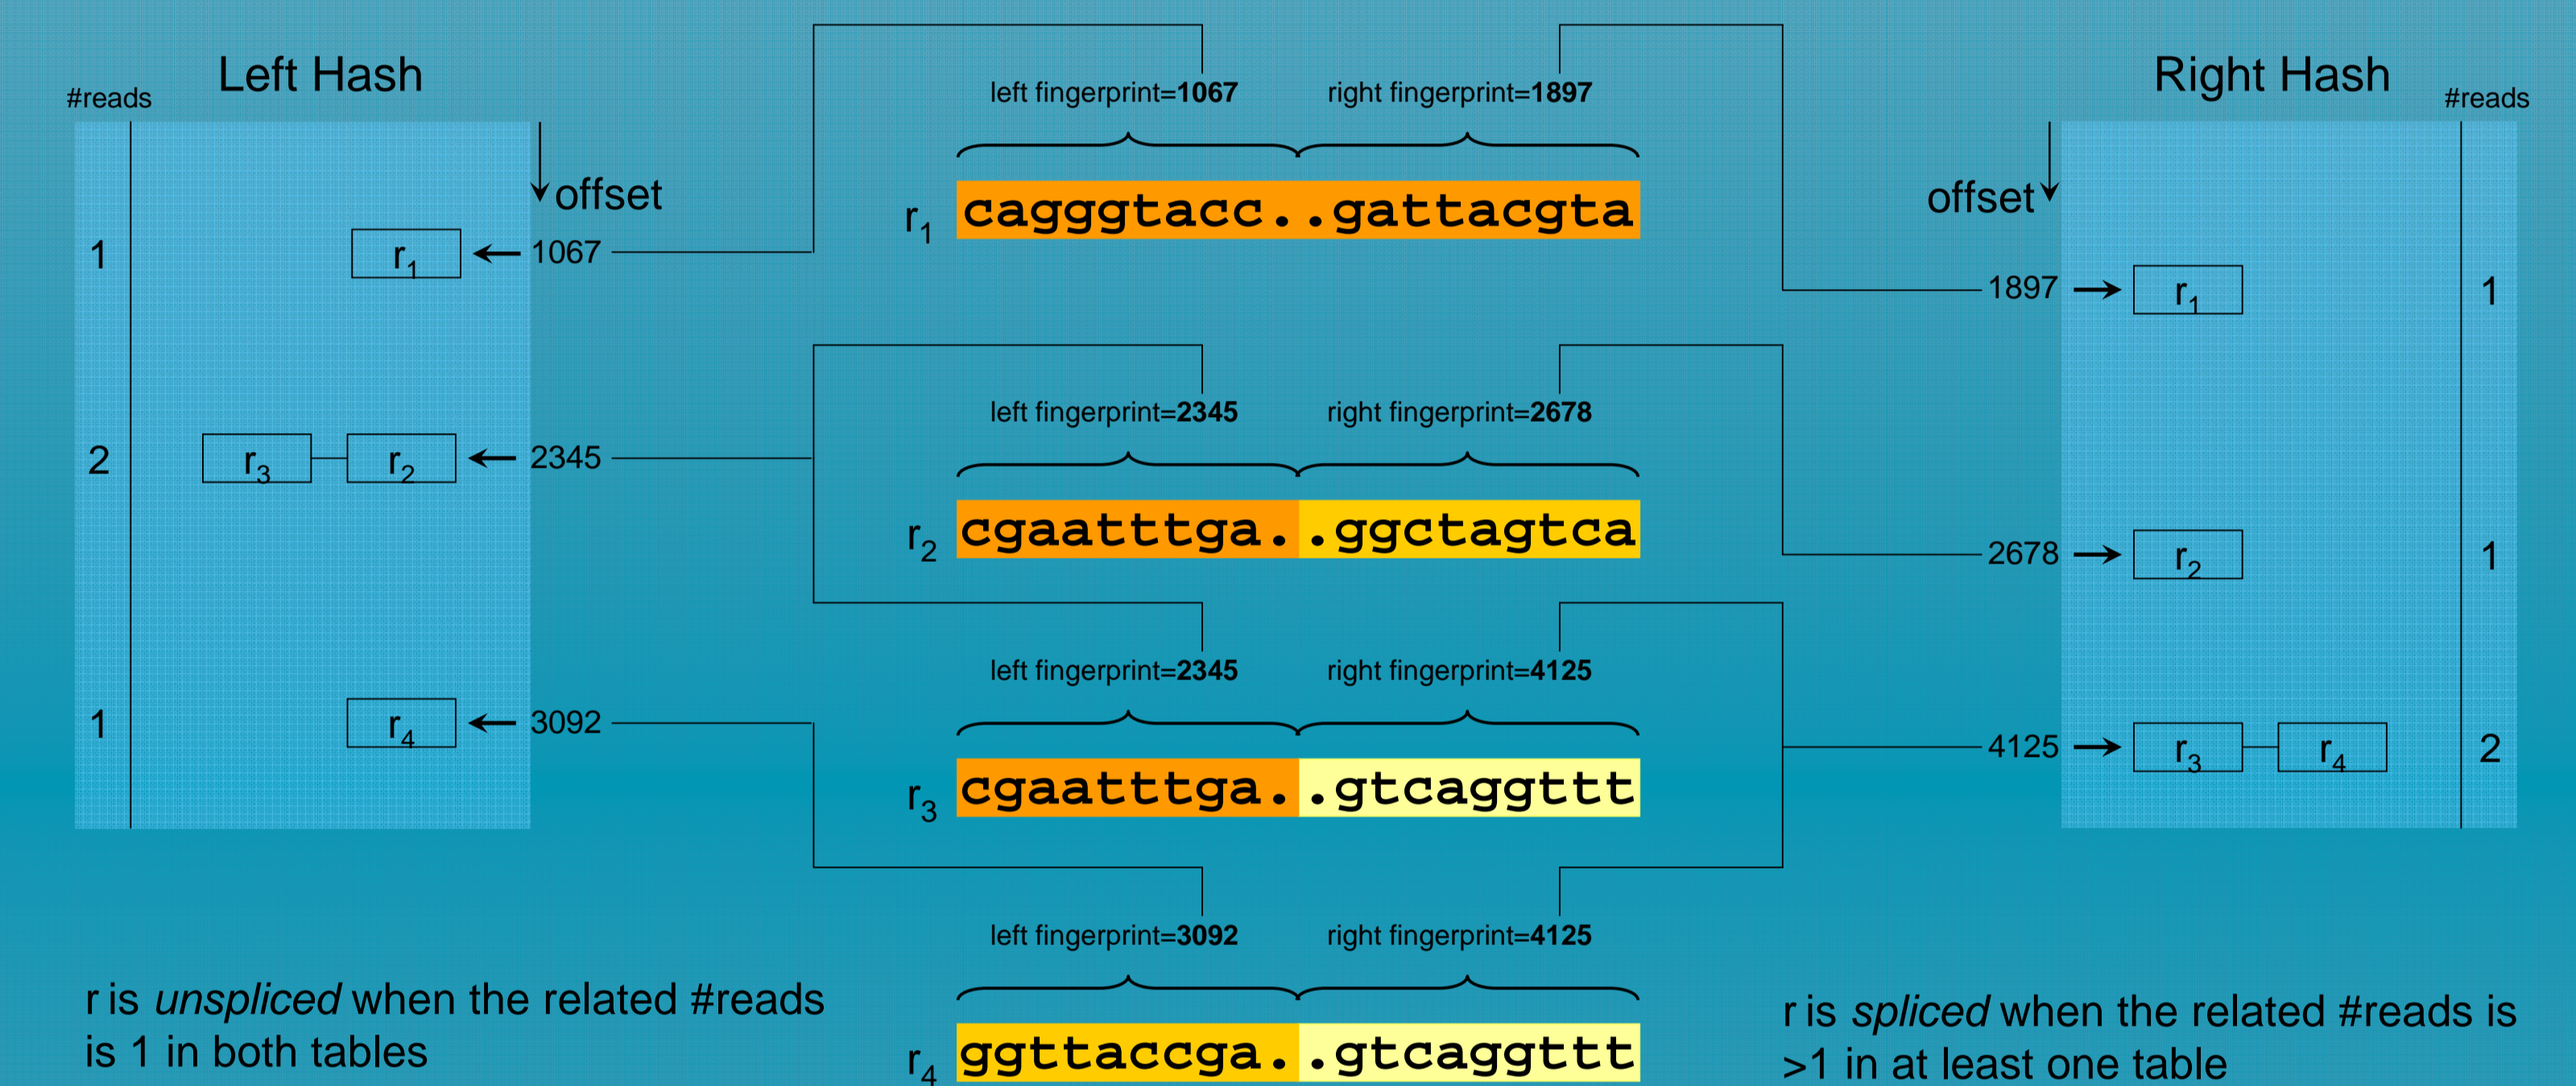 Left Hash
#reads
offset
1
r1
1067
2
r3
r2
2345
1
r4
3092
left fingerprint=1067 right fingerprint=1897
r1 cagggtacc..gattacgta
left fingerprint=2345 right fingerprint=2678
r2 cgaatttga..ggctagtca
left fingerprint=2345 right fingerprint=4125
r3 cgaatttga..gtcaggttt
left fingerprint=3092 right fingerprint=4125
r4 ggttaccga..gtcaggttt
Right Hash
#reads
offset
1897
r1
1
2678
r2
1
4125
r3
r4
2
r is unspliced when the related #reads
is 1 in both tables
r is spliced when the related #reads is
>1 in at least one table